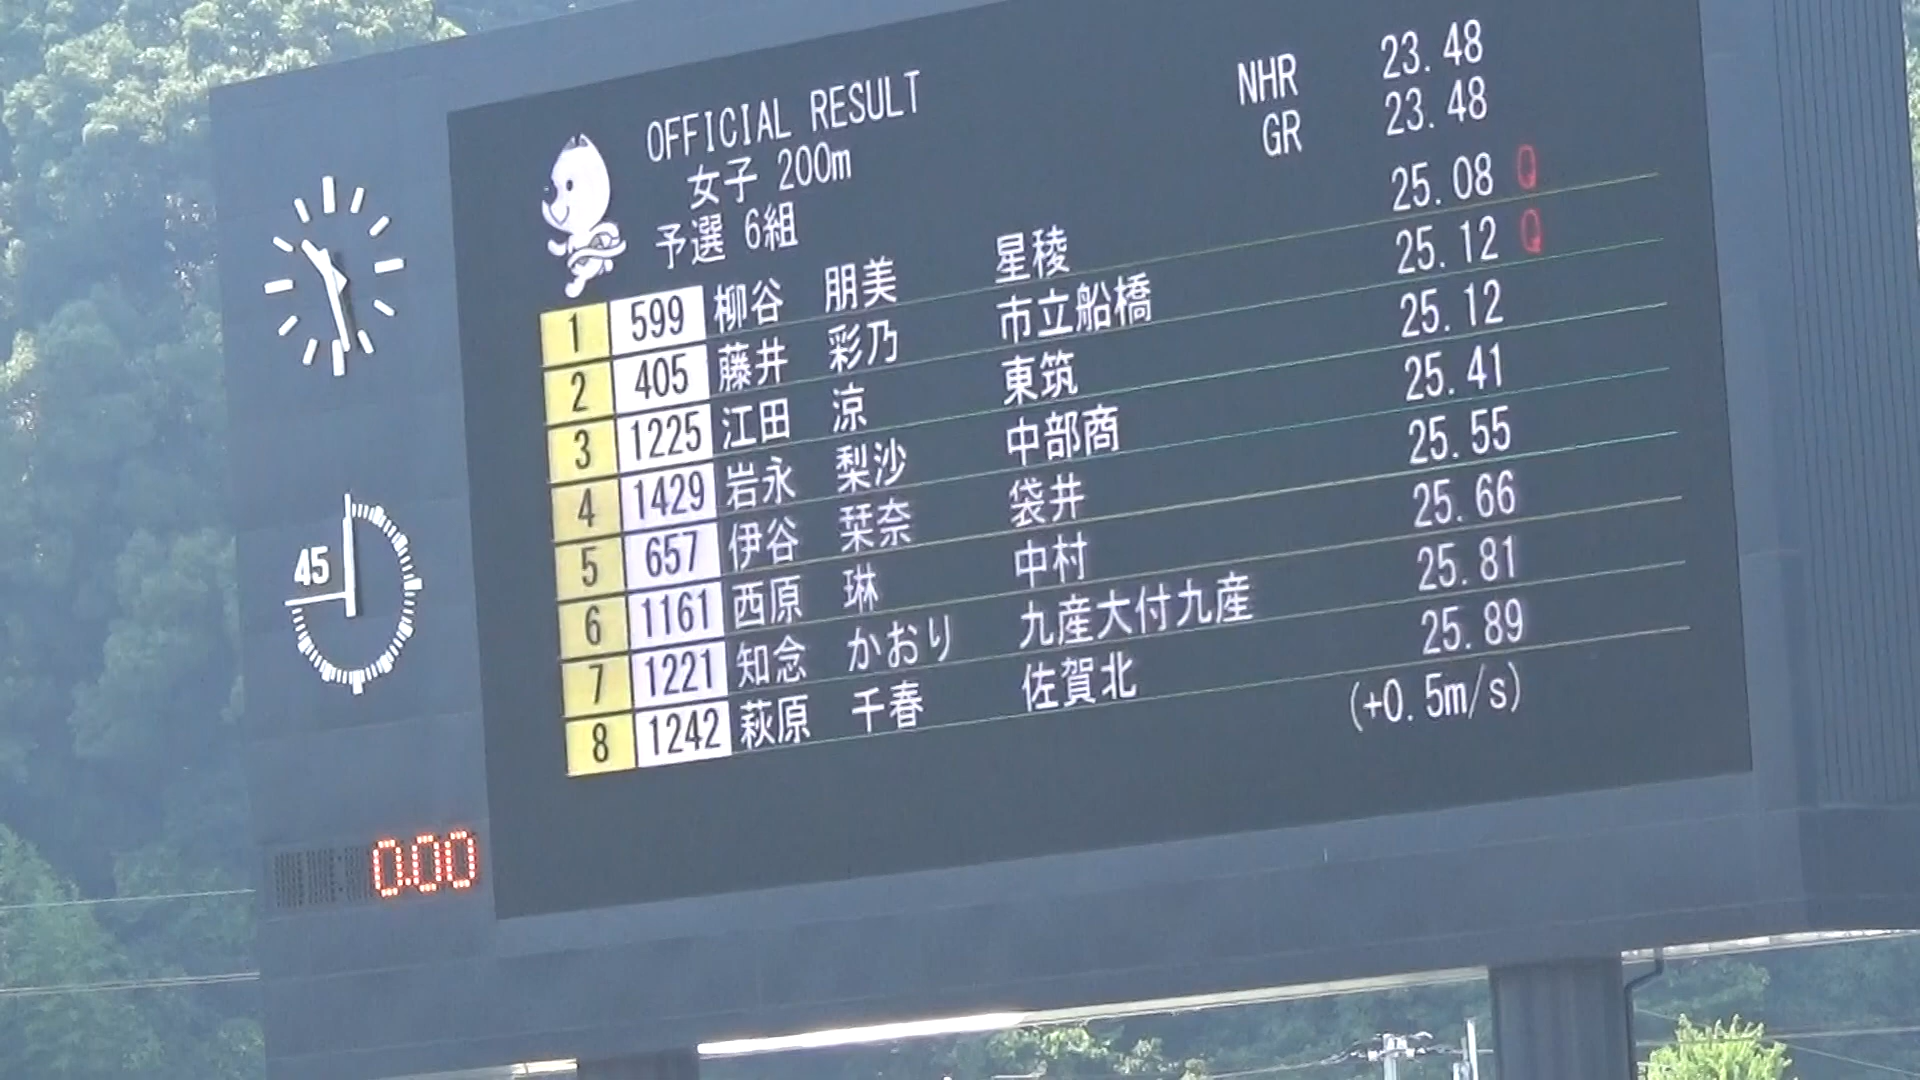 OFFICIAL RESULT
女子 200m
予選 6組
NHR 23.48
GR 23.48
1 599 柳谷 朋美 星稜 25.08 Q
2 405 藤井 彩乃 市立船橋 25.12 Q
3 1225 江田 涼 東筑 25.12
4 1429 岩永 梨沙 中部商 25.41
5 657 伊谷 栞奈 袋井 25.55
6 1161 西原 琳 中村 25.66
7 1221 知念 かおり 九産大付九産 25.81
8 1242 萩原 千春 佐賀北 25.89
(+0.5m/s)
45
0.00